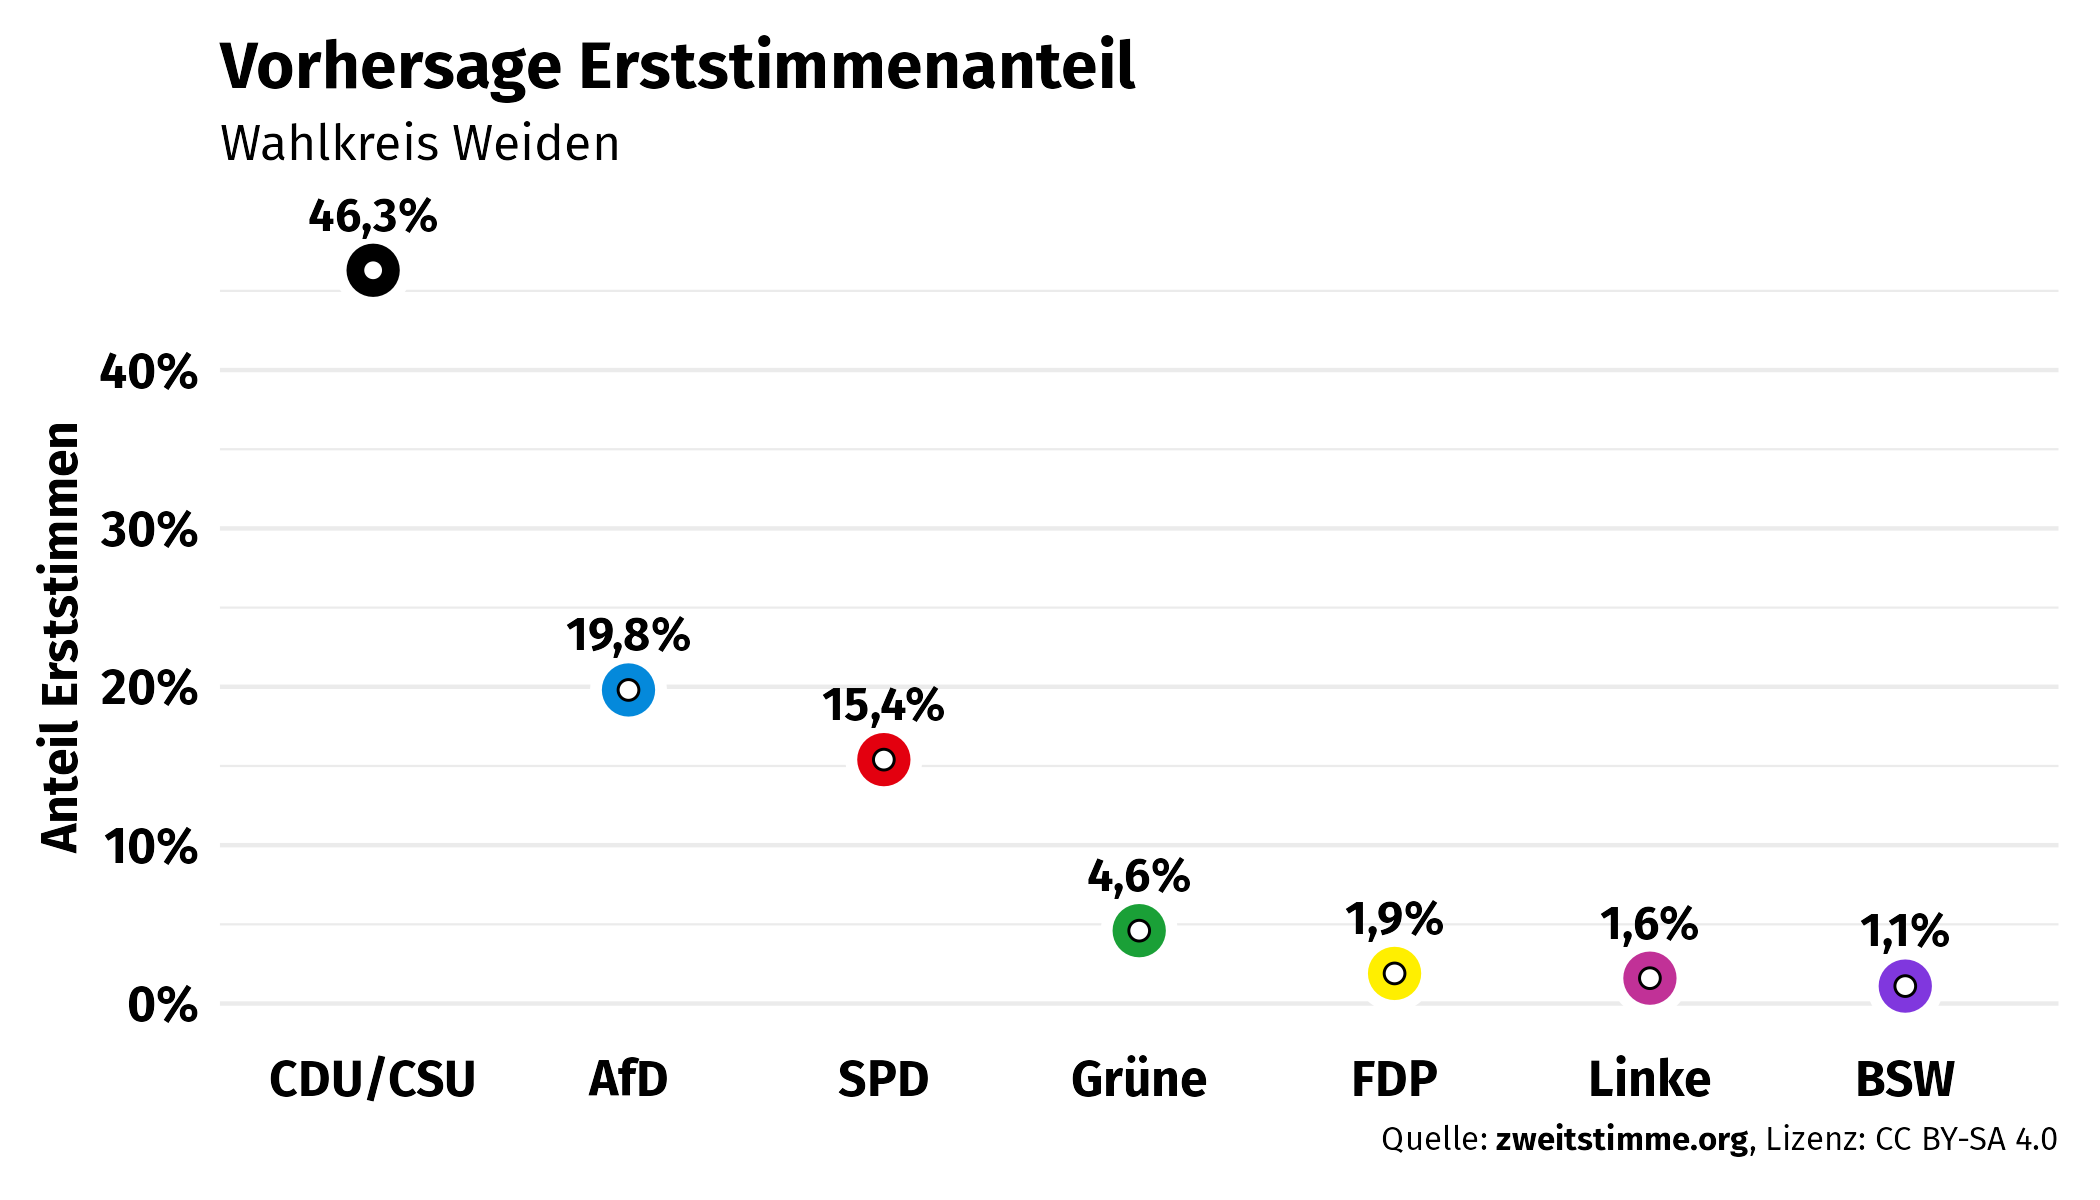 Vorhersage Erststimmenanteil
Wahlkreis Weiden
46,3%
40%
30%
19,8%
20%
15,4%
10%
4,6%
1,9%
1,6%
1,1%
0%
Anteil Erststimmen
CDU/CSU AfD SPD Grüne FDP Linke BSW
Quelle: zweitstimme.org, Lizenz: CC BY-SA 4.0